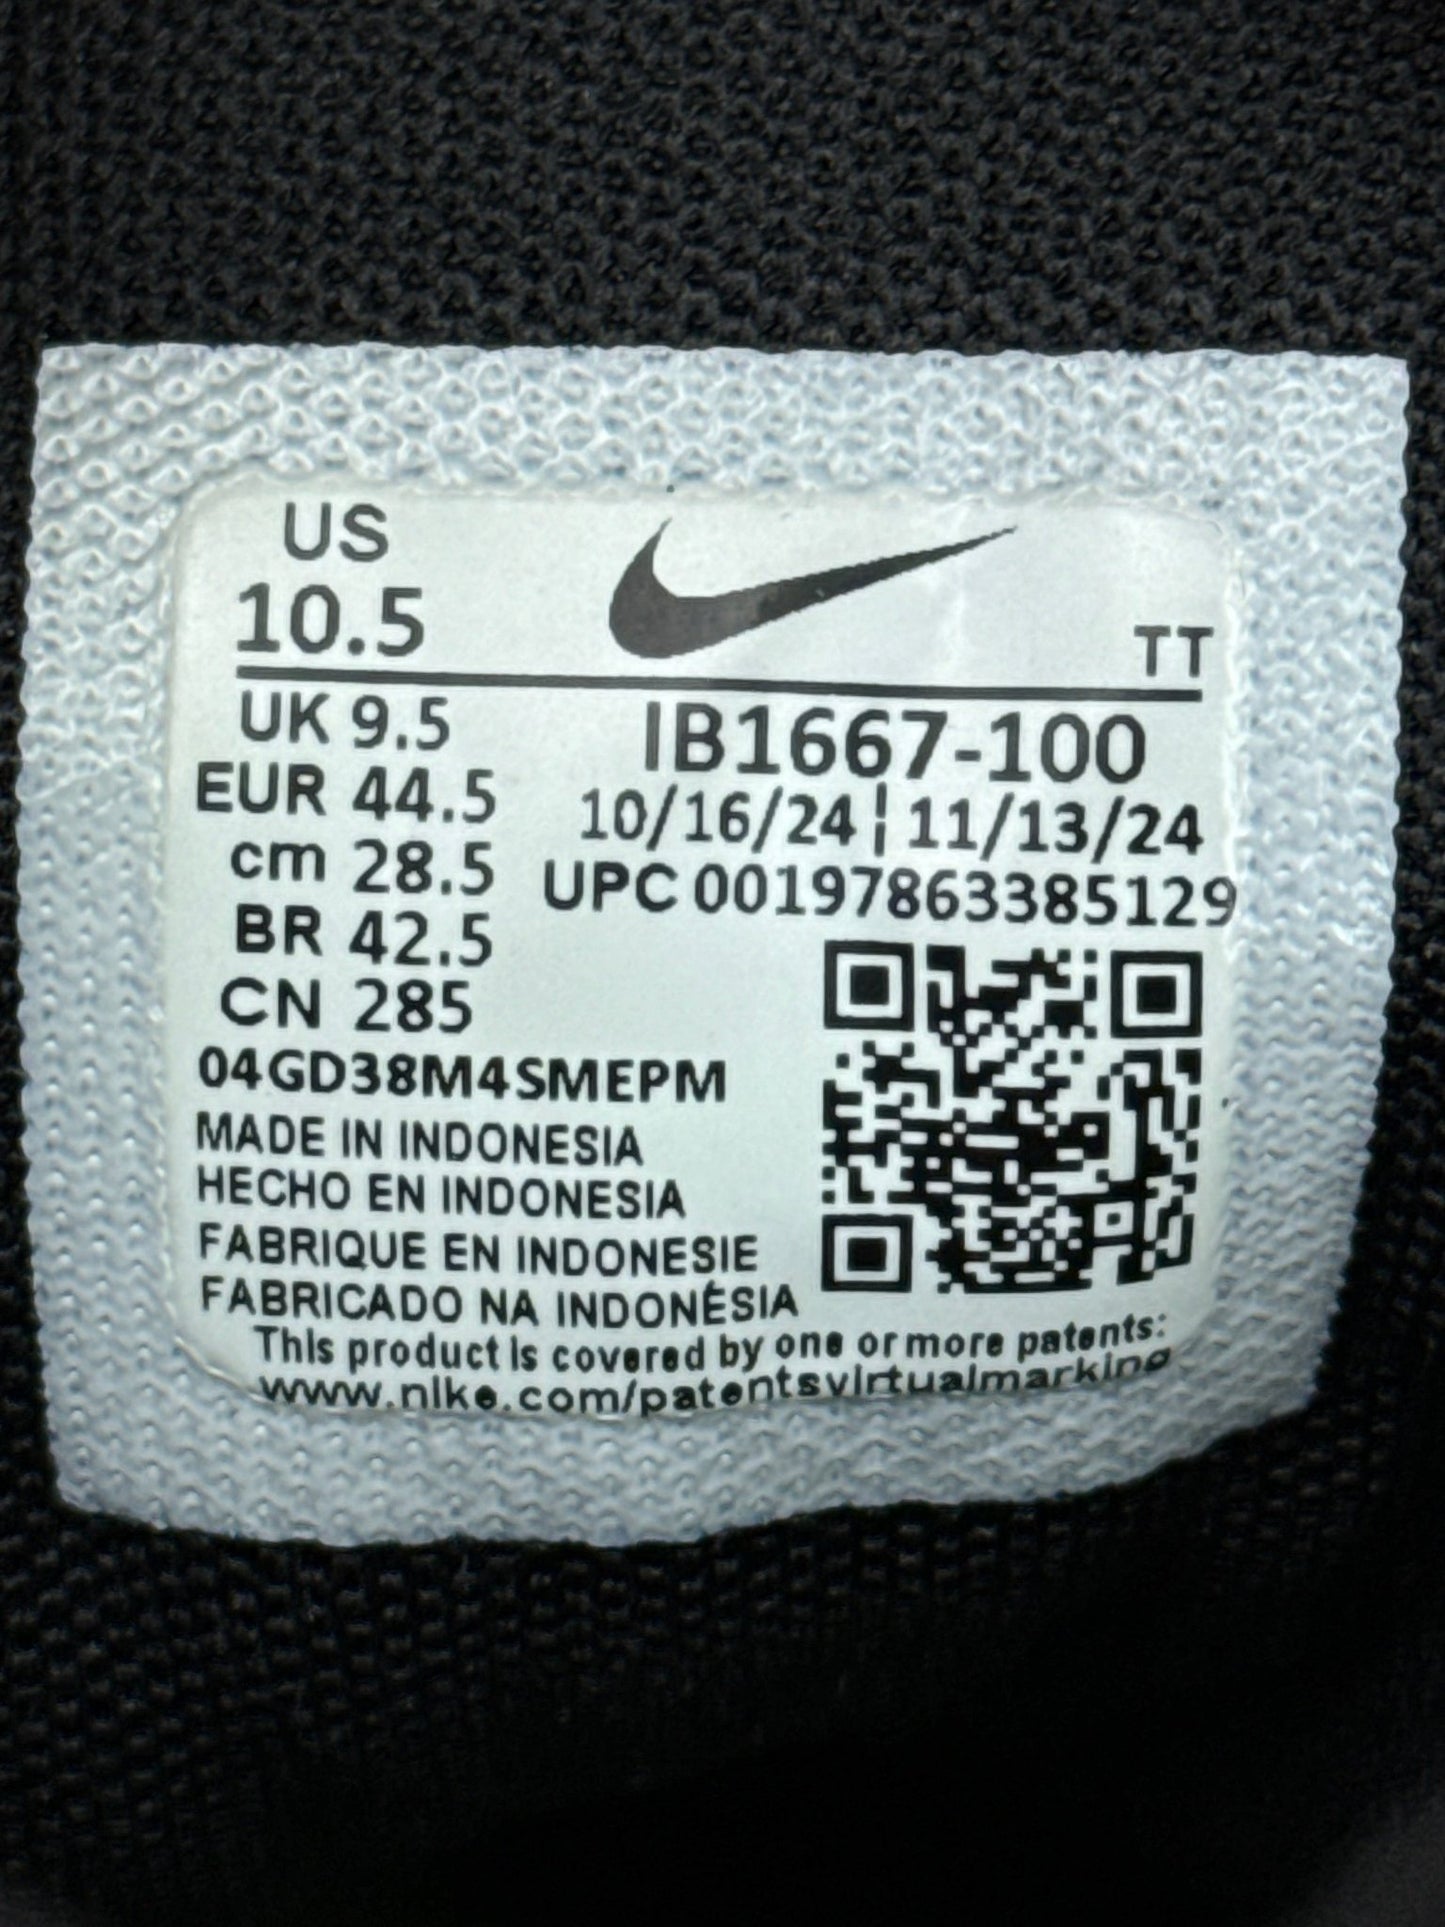 US
10.5
TT
UK 9.5
EUR 44.5
cm 28.5
BR 42.5
CN 285
IB1667-100
10/16/24 ¦ 11/13/24
UPC 00197863385129
04GD38M4SMEPM
MADE IN INDONESIA
HECHO EN INDONESIA
FABRIQUE EN INDONESIE
FABRICADO NA INDONÉSIA
This product is covered by one or more patents:
www.nike.com/patentsvirtualmarking